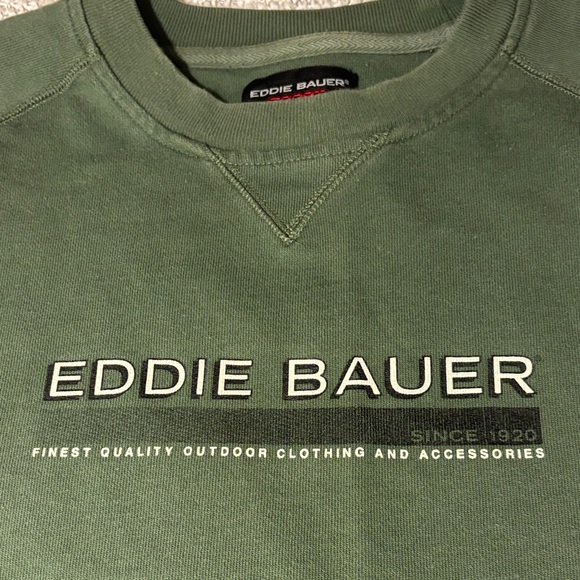 EDDIE BAUER®
EDDIE BAUER
SINCE 1920
FINEST QUALITY OUTDOOR CLOTHING AND ACCESSORIES